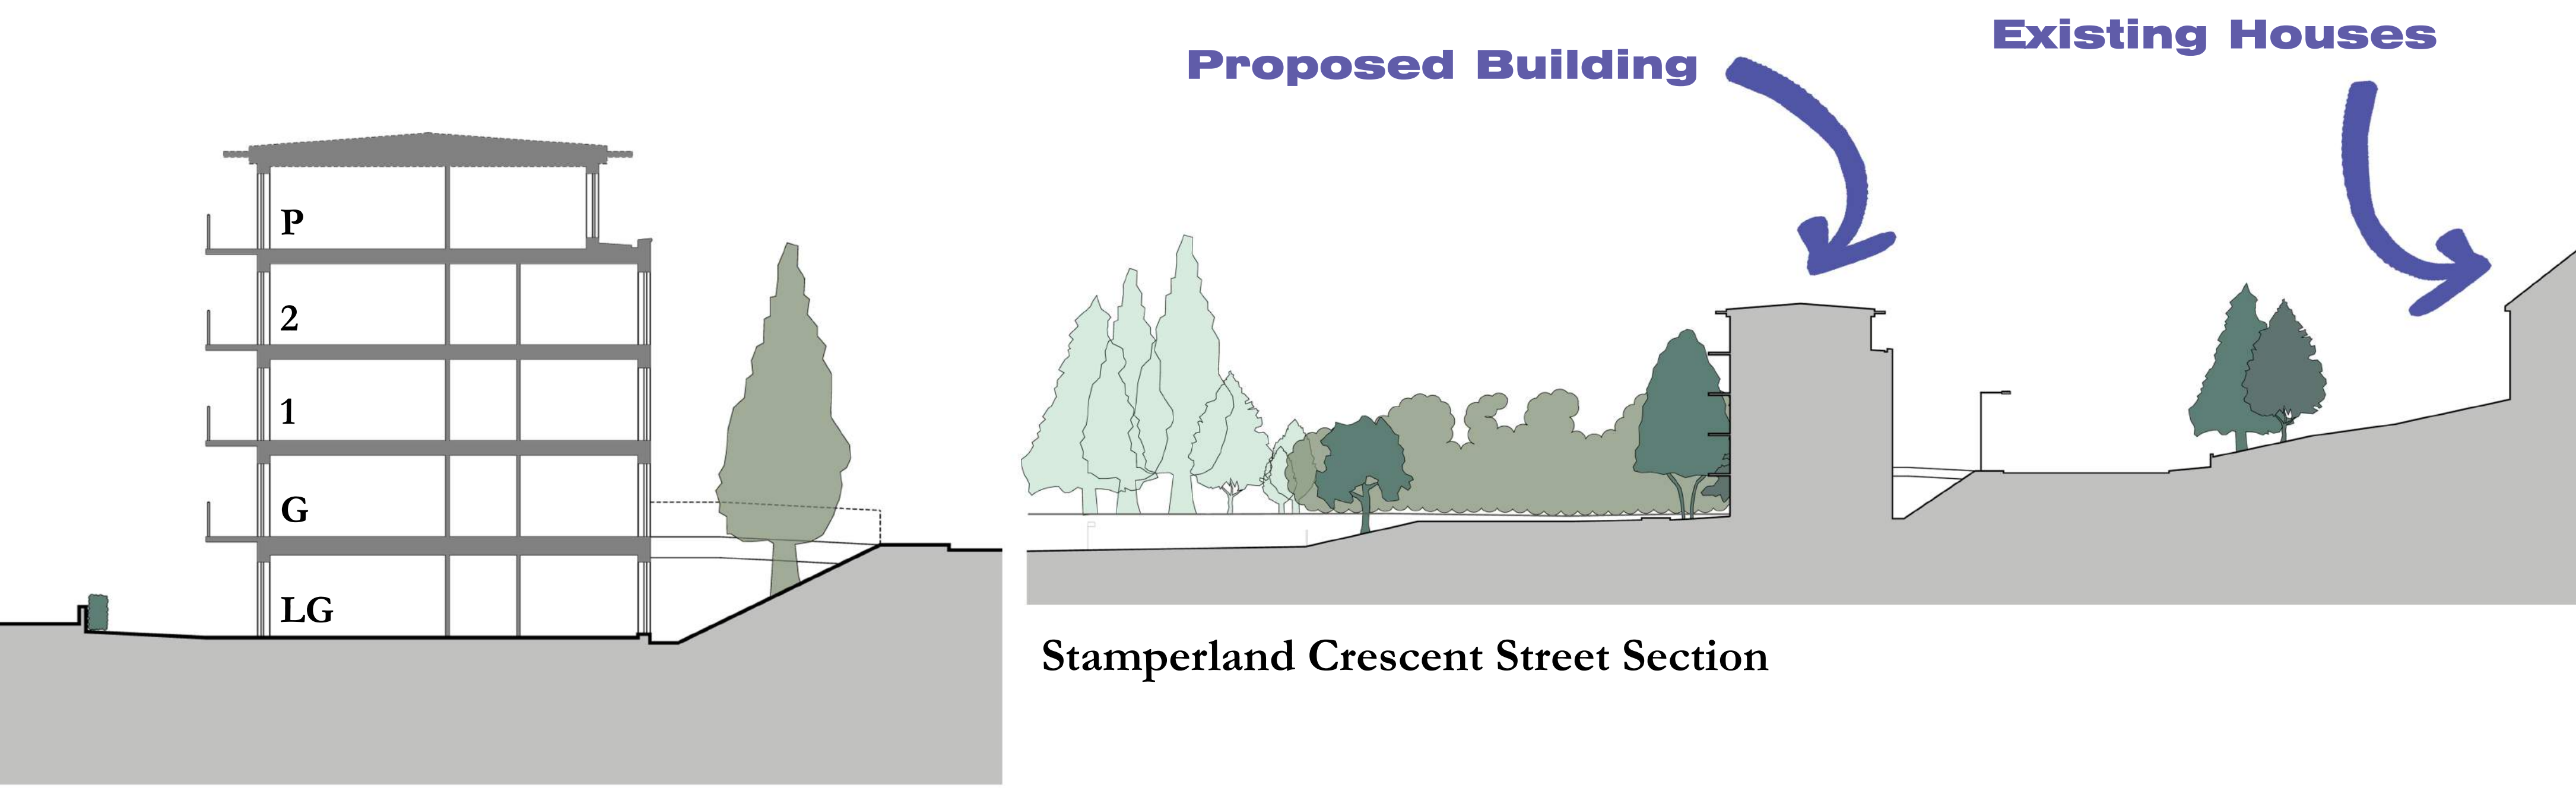 P
2
1
G
LG
Proposed Building
Existing Houses
Stamperland Crescent Street Section